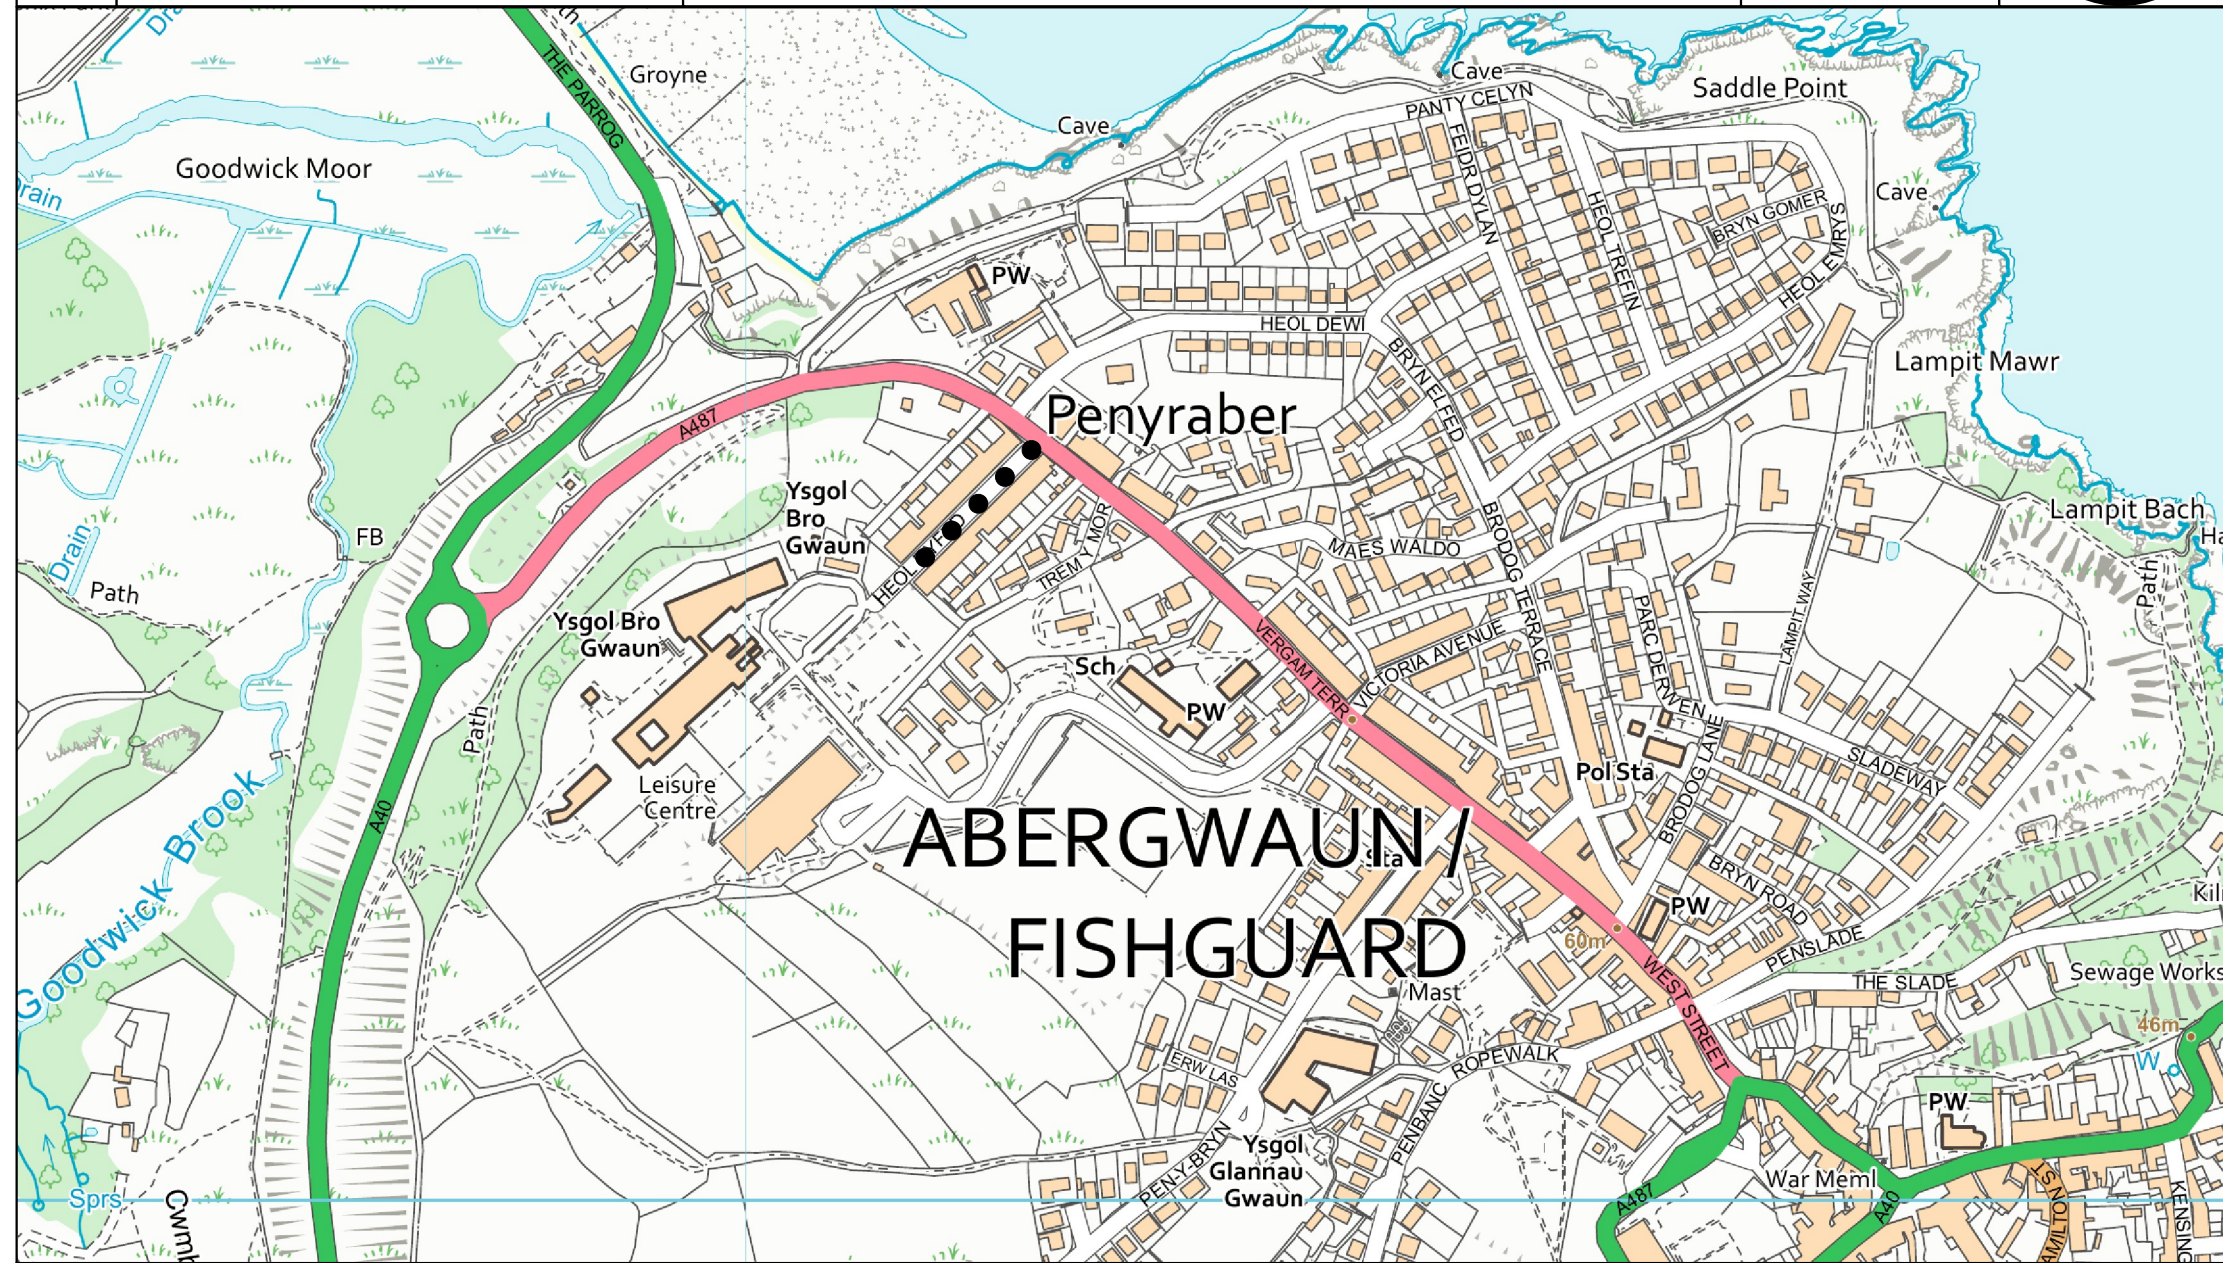 THE PARROG
Groyne
Cave
Saddle Point
PANTY CELYN
Cave
Goodwick Moor
FEIDR DYLAN
HEOL TREFIN
BRYN GOMER
Cave
HEOL EMRYS
PW
HEOL DEWI
BRYN ELFED
Lampit Mawr
A487
Penyraber
Ysgol
Bro
Gwaun
FB
Drain
Path
HEOL
TREM Y MOR
MAES WALDO
BRODOG TERRACE
Lampit Bach
Path
Ysgol Bro
Gwaun
VERGAM TERR
VICTORIA AVENUE
PARC DERWEN
LAMPIT WAY
Sch
PW
Path
Leisure
Centre
Pol Sta
BRODOG LANE
SLADEWAY
A40
Goodwick Brook
ABERGWAUN /
FISHGUARD
Sta
BRYN ROAD
PW
60m
PENSLADE
WEST STREET
THE SLADE
Sewage Works
Mast
46m
W
ERW LAS
ROPEWALK
PENBANC
PEN-Y-BRYN
Ysgol
Glannau
Gwaun
PW
War Meml
A487
A40
Sprs